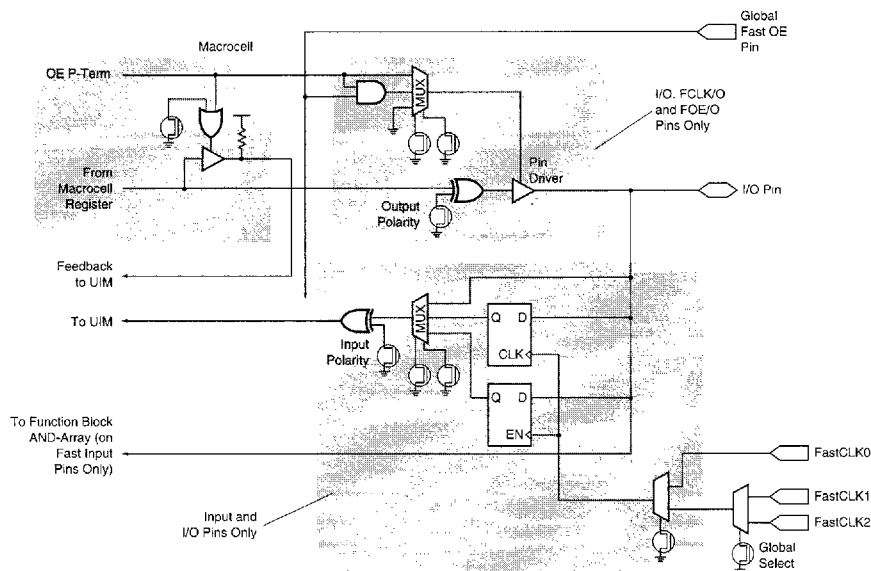 Global
Fast OE
Pin
Macrocell
OE P-Term
MUX
I/O, FCLK/O
and FOE/O
Pins Only
From
Macrocell
Register
Pin
Driver
I/O Pin
Output
Polarity
Feedback
to UIM
To UIM
MUX
Input
Polarity
Q D
CLK
Q D
EN
To Function Block
AND-Array (on
Fast Input
Pins Only)
FastCLK0
FastCLK1
FastCLK2
Input and
I/O Pins Only
Global
Select